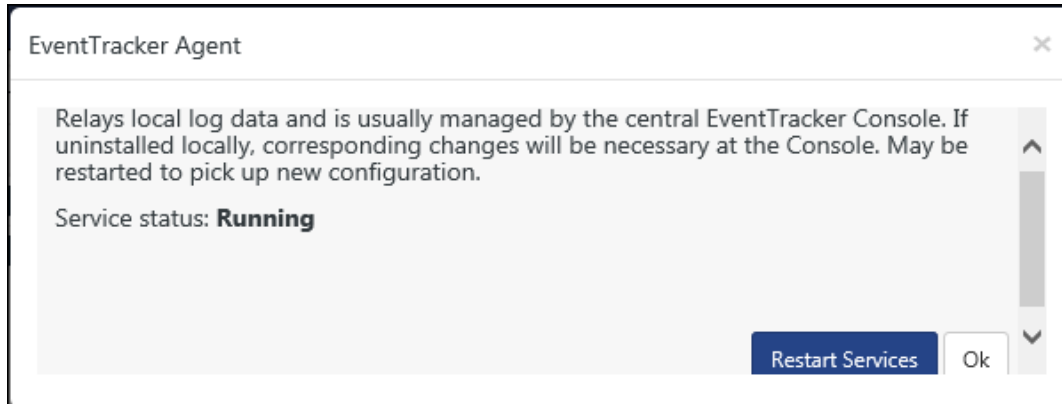 EventTracker Agent
Relays local log data and is usually managed by the central EventTracker Console. If
uninstalled locally, corresponding changes will be necessary at the Console. May be
restarted to pick up new configuration.
Service status: Running
Restart Services
Ok